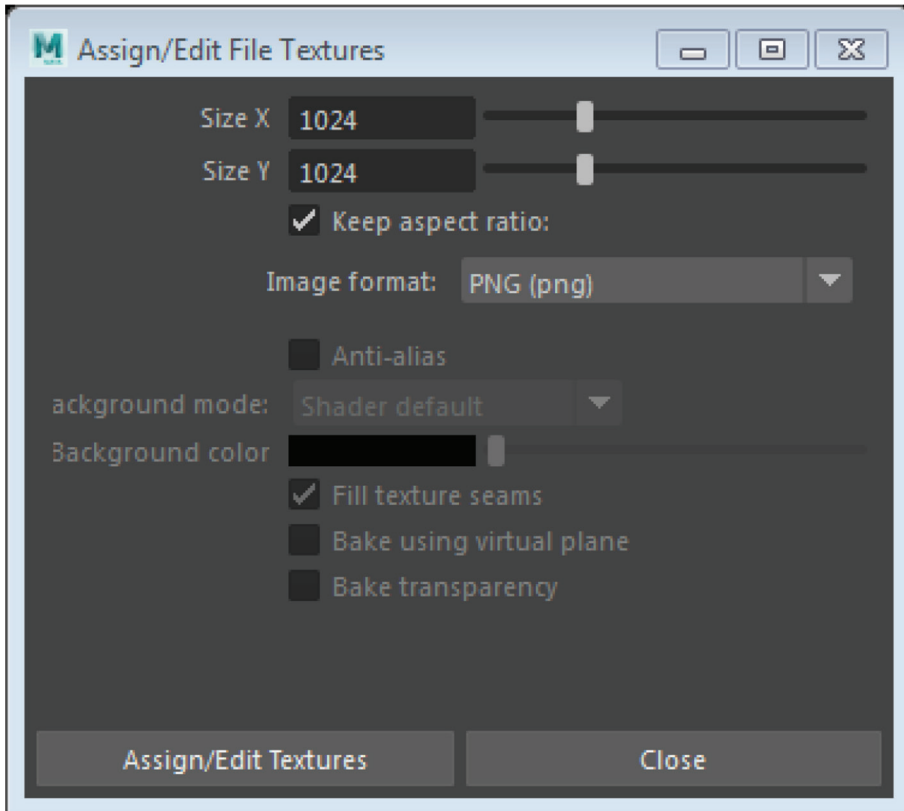 Assign/Edit File Textures
Size X 1024
Size Y 1024
Keep aspect ratio:
Image format: PNG (png)
Anti-alias
ackground mode: Shader default
Background color
Fill texture seams
Bake using virtual plane
Bake transparency
Assign/Edit Textures Close